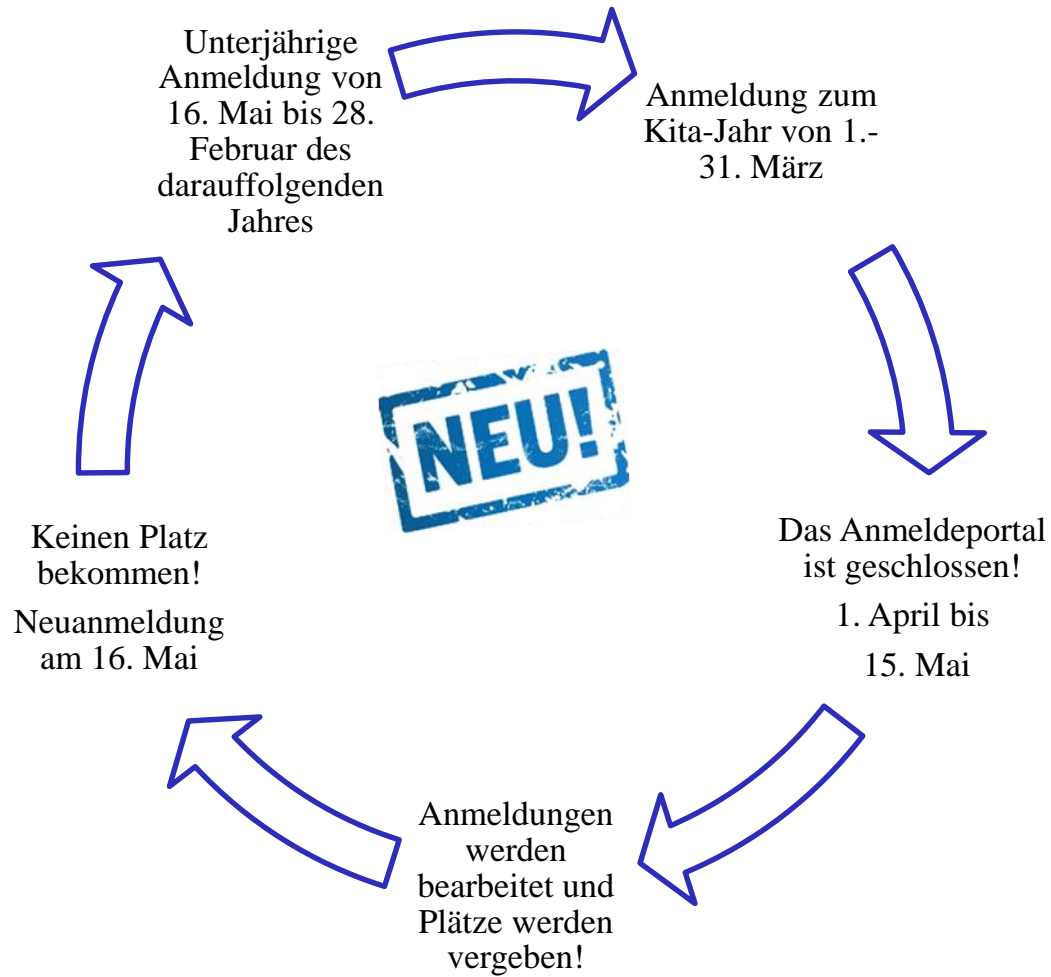 Unterjährige
Anmeldung von
16. Mai bis 28.
Februar des
darauffolgenden
Jahres
Anmeldung zum
Kita-Jahr von 1.-
31. März
Das Anmeldeportal
ist geschlossen!
1. April bis
15. Mai
Anmeldungen
werden
bearbeitet und
Plätze werden
vergeben!
Keinen Platz
bekommen!
Neuanmeldung
am 16. Mai
NEU!